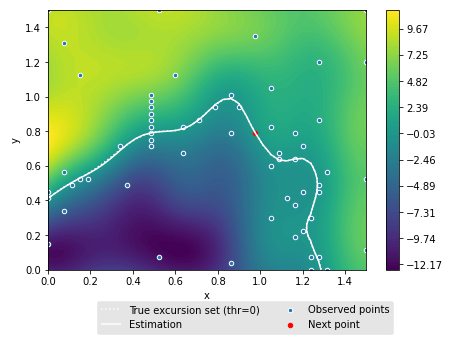 1.4
1.2
1.0
0.8
0.6
0.4
0.2
0.0
y
0.0 0.2 0.4 0.6 0.8 1.0 1.2 1.4
x
9.67
7.25
4.82
2.39
−0.03
−2.46
−4.89
−7.31
−9.74
−12.17
True excursion set (thr=0)
Estimation
Observed points
Next point